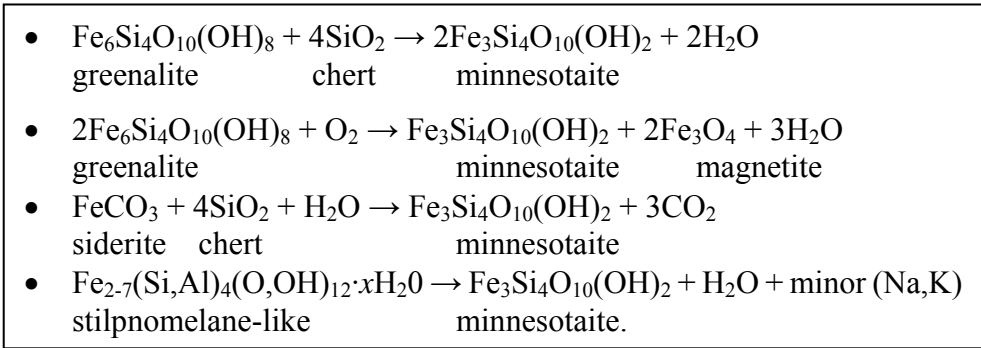 • Fe₆Si₄O₁₀(OH)₈ + 4SiO₂ → 2Fe₃Si₄O₁₀(OH)₂ + 2H₂O
greenalite chert minnesotaite
• 2Fe₆Si₄O₁₀(OH)₈ + O₂ → Fe₃Si₄O₁₀(OH)₂ + 2Fe₃O₄ + 3H₂O
greenalite minnesotaite magnetite
• FeCO₃ + 4SiO₂ + H₂O → Fe₃Si₄O₁₀(OH)₂ + 3CO₂
siderite chert minnesotaite
• Fe₂₋₇(Si,Al)₄(O,OH)₁₂·xH₂0 → Fe₃Si₄O₁₀(OH)₂ + H₂O + minor (Na,K)
stilpnomelane-like minnesotaite.